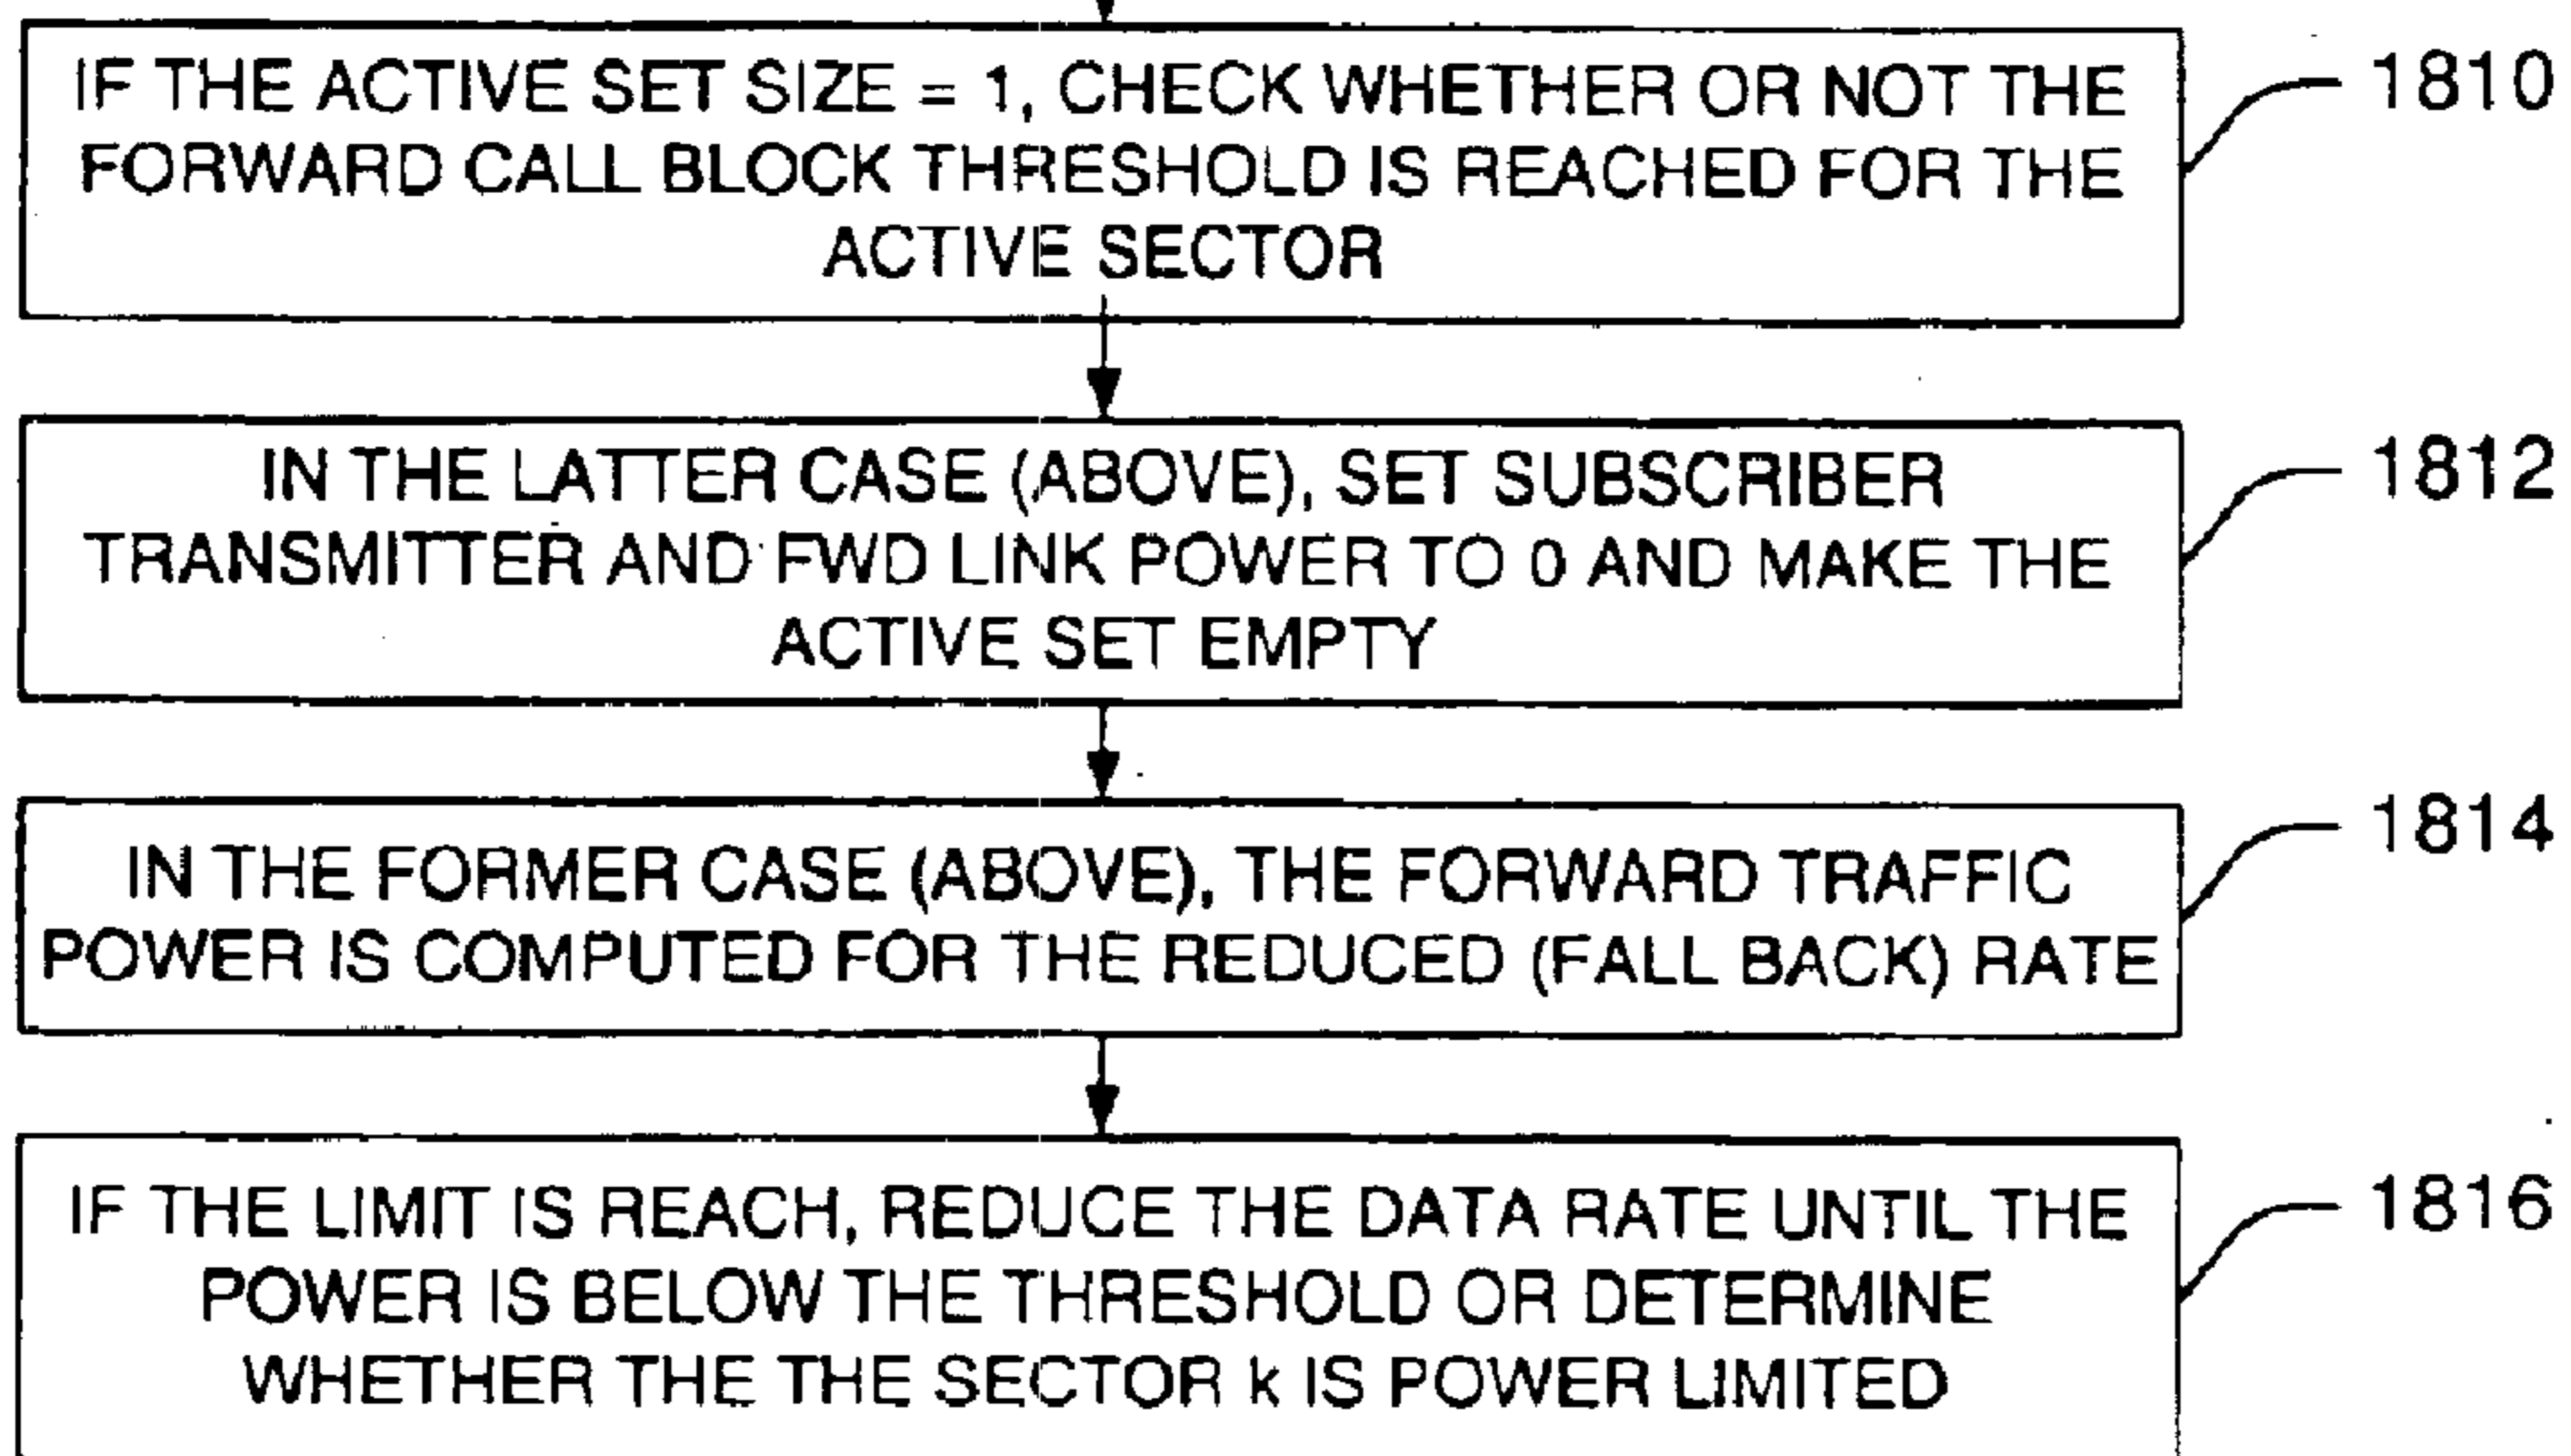 IF THE ACTIVE SET SIZE = 1, CHECK WHETHER OR NOT THE
FORWARD CALL BLOCK THRESHOLD IS REACHED FOR THE
ACTIVE SECTOR
1810
IN THE LATTER CASE (ABOVE), SET SUBSCRIBER
TRANSMITTER AND FWD LINK POWER TO 0 AND MAKE THE
ACTIVE SET EMPTY
1812
IN THE FORMER CASE (ABOVE), THE FORWARD TRAFFIC
POWER IS COMPUTED FOR THE REDUCED (FALL BACK) RATE
1814
IF THE LIMIT IS REACH, REDUCE THE DATA RATE UNTIL THE
POWER IS BELOW THE THRESHOLD OR DETERMINE
WHETHER THE THE SECTOR k IS POWER LIMITED
1816